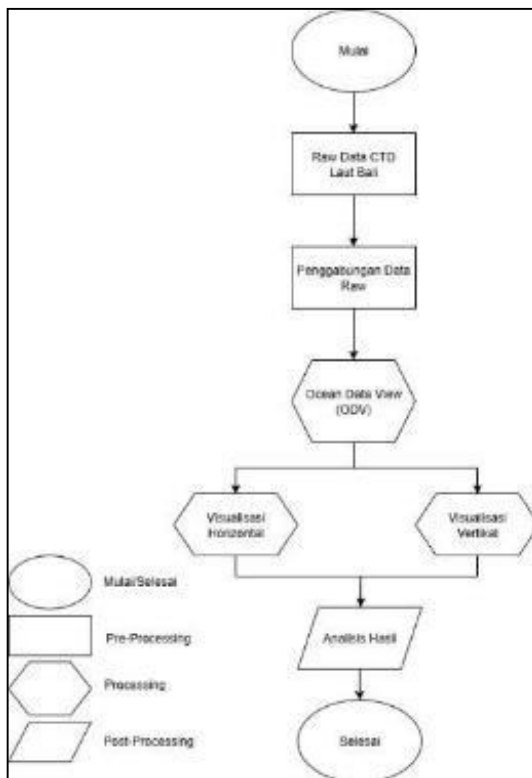 Mulai
Raw Data CTD
Laut Bali
Penggabungan Data
Raw
Ocean Data View
(ODV)
Visualisasi
Horizontal
Visualisasi
Vertikal
Analisis Hasil
Selesai
Mulai/Selesai
Pre-Processing
Processing
Post-Processing